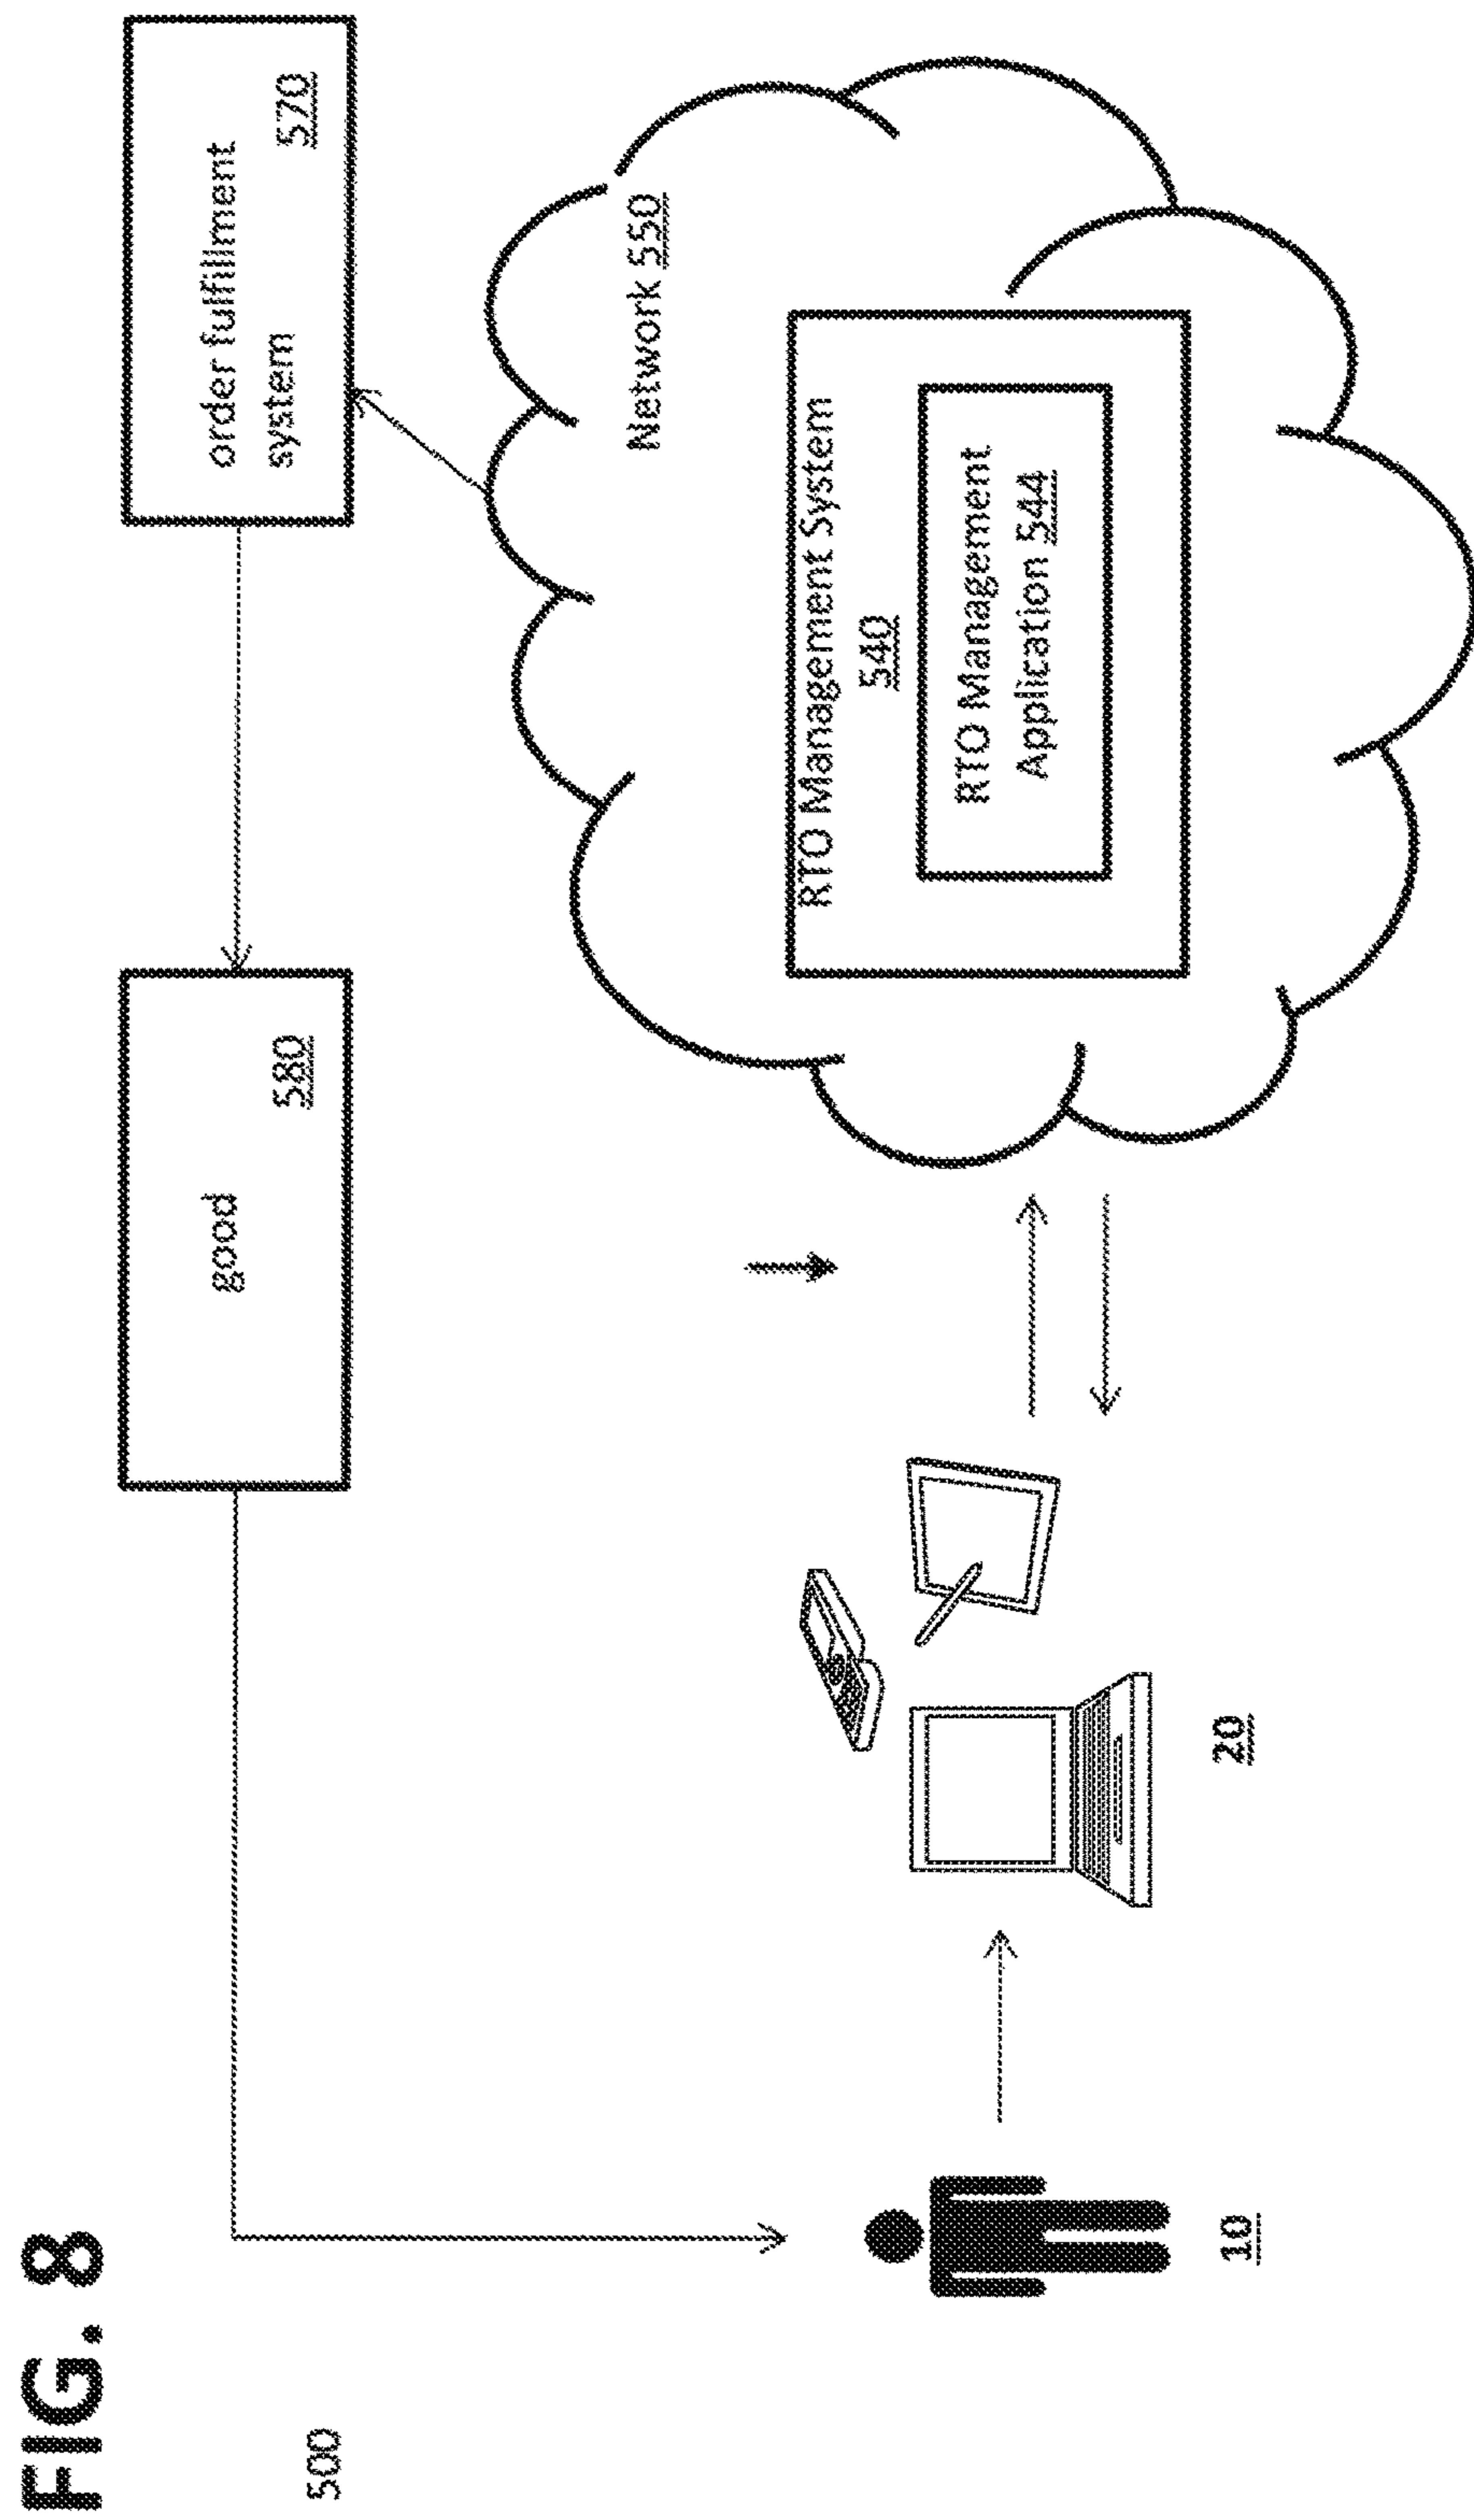 FIG. 8
500
good
580
order fulfillment
system
570
Network 550
RTO Management System
540
RTO Management
Application 544
20
10